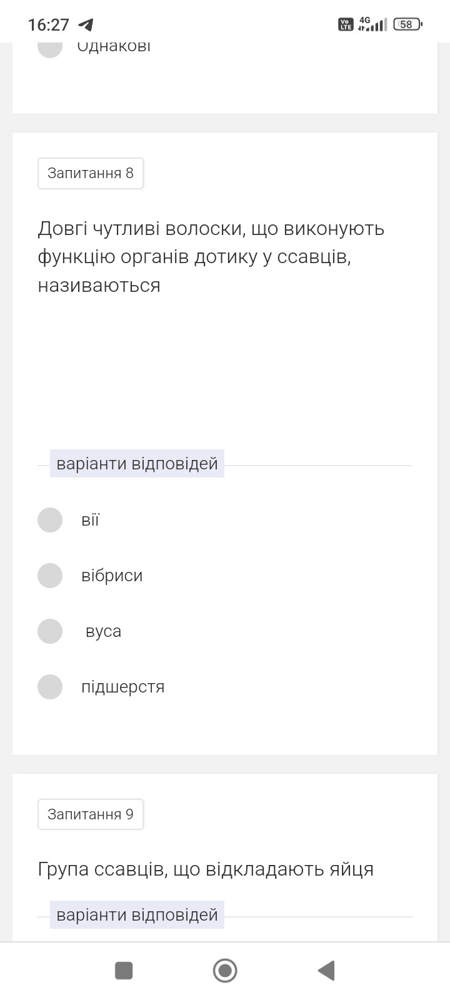 16:27
Vo LTE
4G
58
Однакові
Запитання 8
Довгі чутливі волоски, що виконують
функцію органів дотику у ссавців,
називаються
варіанти відповідей
вії
вібриси
вуса
підшерстя
Запитання 9
Група ссавців, що відкладають яйця
варіанти відповідей